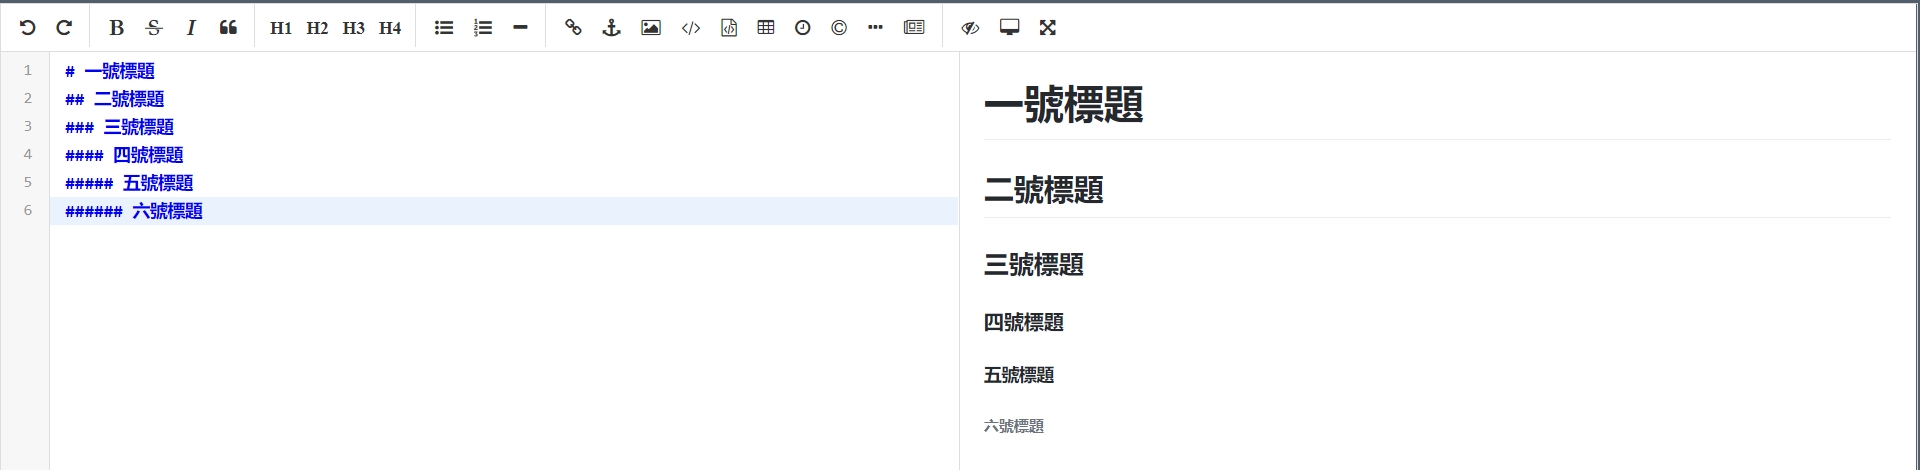 B S I H1 H2 H3 H4
1 # 一號標題
2 ## 二號標題
3 ### 三號標題
4 #### 四號標題
5 ##### 五號標題
6 ###### 六號標題
一號標題
二號標題
三號標題
四號標題
五號標題
六號標題